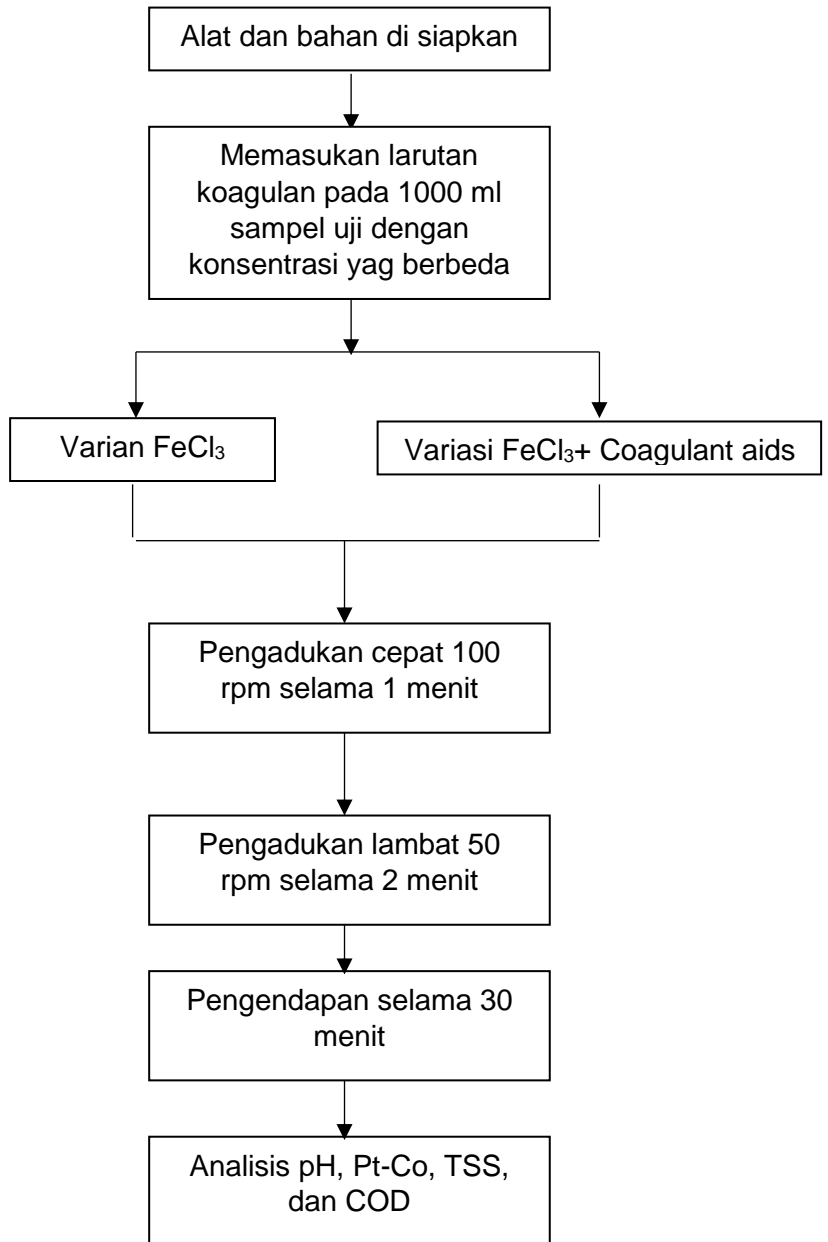 Alat dan bahan di siapkan
Memasukan larutan
koagulan pada 1000 ml
sampel uji dengan
konsentrasi yag berbeda
Varian FeCl₃
Variasi FeCl₃+ Coagulant aids
Pengadukan cepat 100
rpm selama 1 menit
Pengadukan lambat 50
rpm selama 2 menit
Pengendapan selama 30
menit
Analisis pH, Pt-Co, TSS,
dan COD